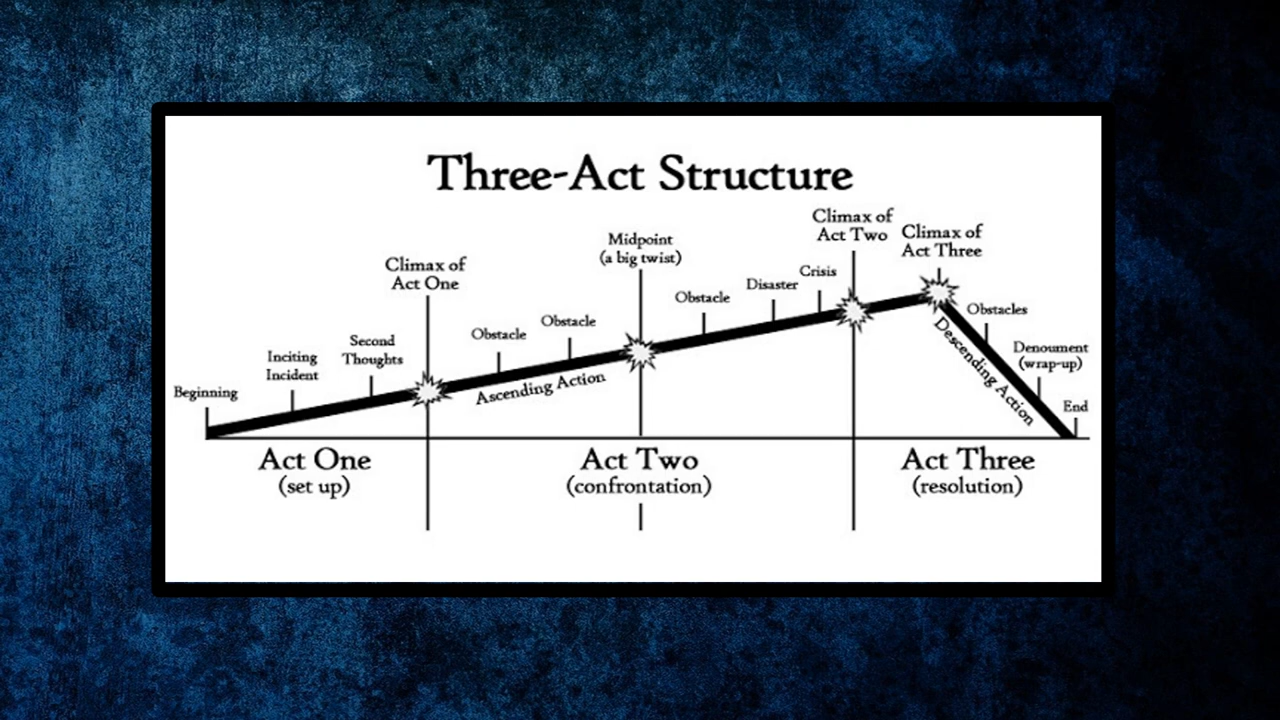 Three-Act Structure
Beginning
Inciting
Incident
Second
Thoughts
Climax of
Act One
Obstacle
Obstacle
Ascending Action
Midpoint
(a big twist)
Obstacle
Disaster
Crisis
Climax of
Act Two
Climax of
Act Three
Descending Action
Obstacles
Denoument
(wrap-up)
End
Act One
(set up)
Act Two
(confrontation)
Act Three
(resolution)